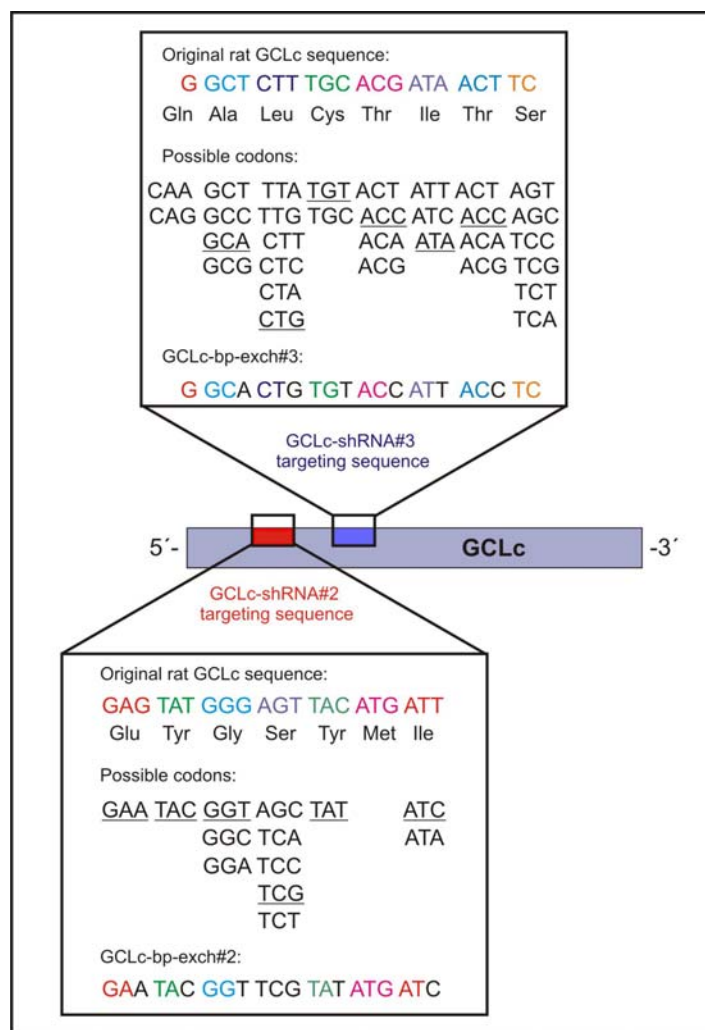 Original rat GCLc sequence:
G GCT CTT TGC ACG ATA ACT TC
Gln Ala Leu Cys Thr Ile Thr Ser
Possible codons:
CAA GCT TTA TGT ACT ATT ACT AGT
CAG GCC TTG TGC ACC ATC ACC AGC
GCA CTT ACA ATA ACA TCC
GCG CTC ACG ACG TCG
CTA TCT
CTG TCA
GCLc-bp-exch#3:
G GCA CTG TGT ACC ATT ACC TC
GCLc-shRNA#3
targeting sequence
5´- GCLc -3´
GCLc-shRNA#2
targeting sequence
Original rat GCLc sequence:
GAG TAT GGG AGT TAC ATG ATT
Glu Tyr Gly Ser Tyr Met Ile
Possible codons:
GAA TAC GGT AGC TAT ATC
GGC TCA ATA
GGA TCC
TCG
TCT
GCLc-bp-exch#2:
GAA TAC GGT TCG TAT ATG ATC